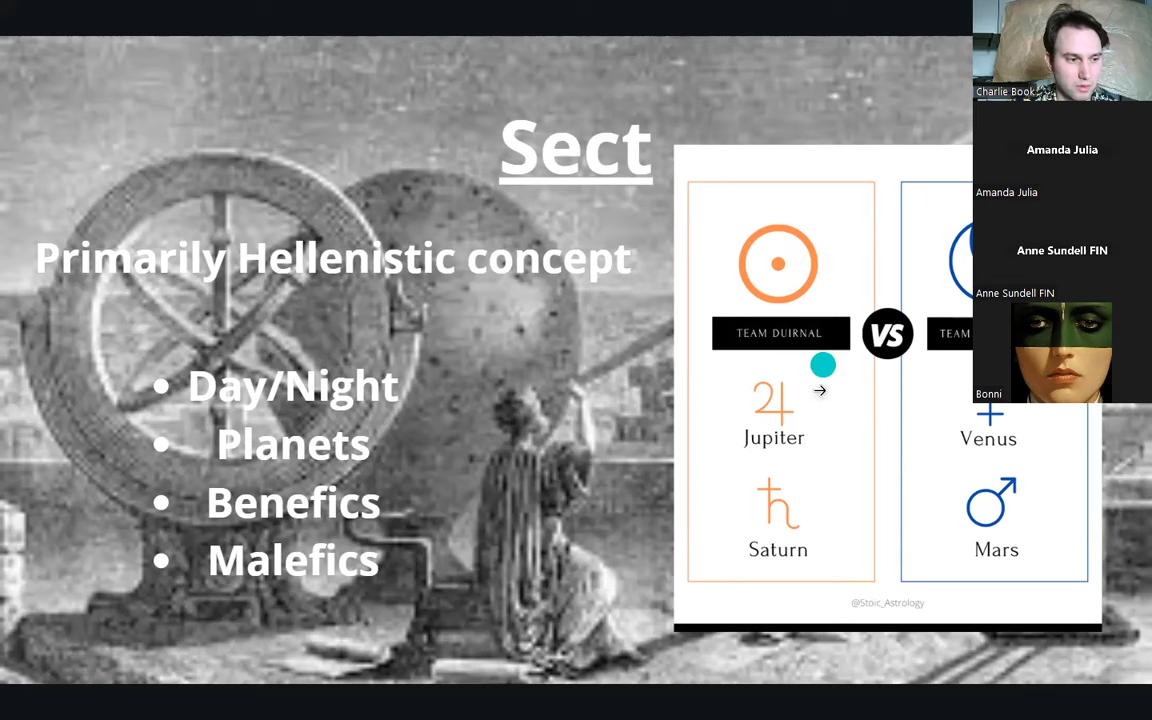 Sect
Primarily Hellenistic concept
• Day/Night
• Planets
• Benefics
• Malefics
TEAM DUIRNAL
VS
TEAM
Jupiter
Venus
Saturn
Mars
@Stoic_Astrology
Charlie Book
Amanda Julia
Amanda Julia
Anne Sundell FIN
Anne Sundell FIN
Bonni